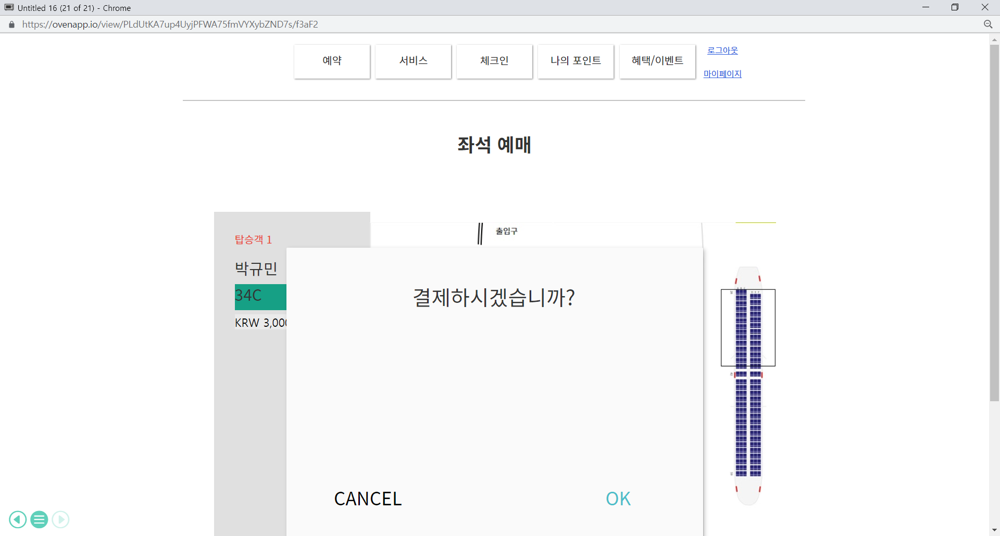 Untitled 16 (21 of 21) - Chrome
https://ovenapp.io/view/PLdUtKA7up4UyjPFWA75fmVYXybZND7s/f3aF2
예약 서비스 체크인 나의 포인트 혜택/이벤트 로그아웃
마이페이지
좌석 예매
출입구
탑승객 1
박규민
34C
KRW 3,000
결제하시겠습니까?
CANCEL OK